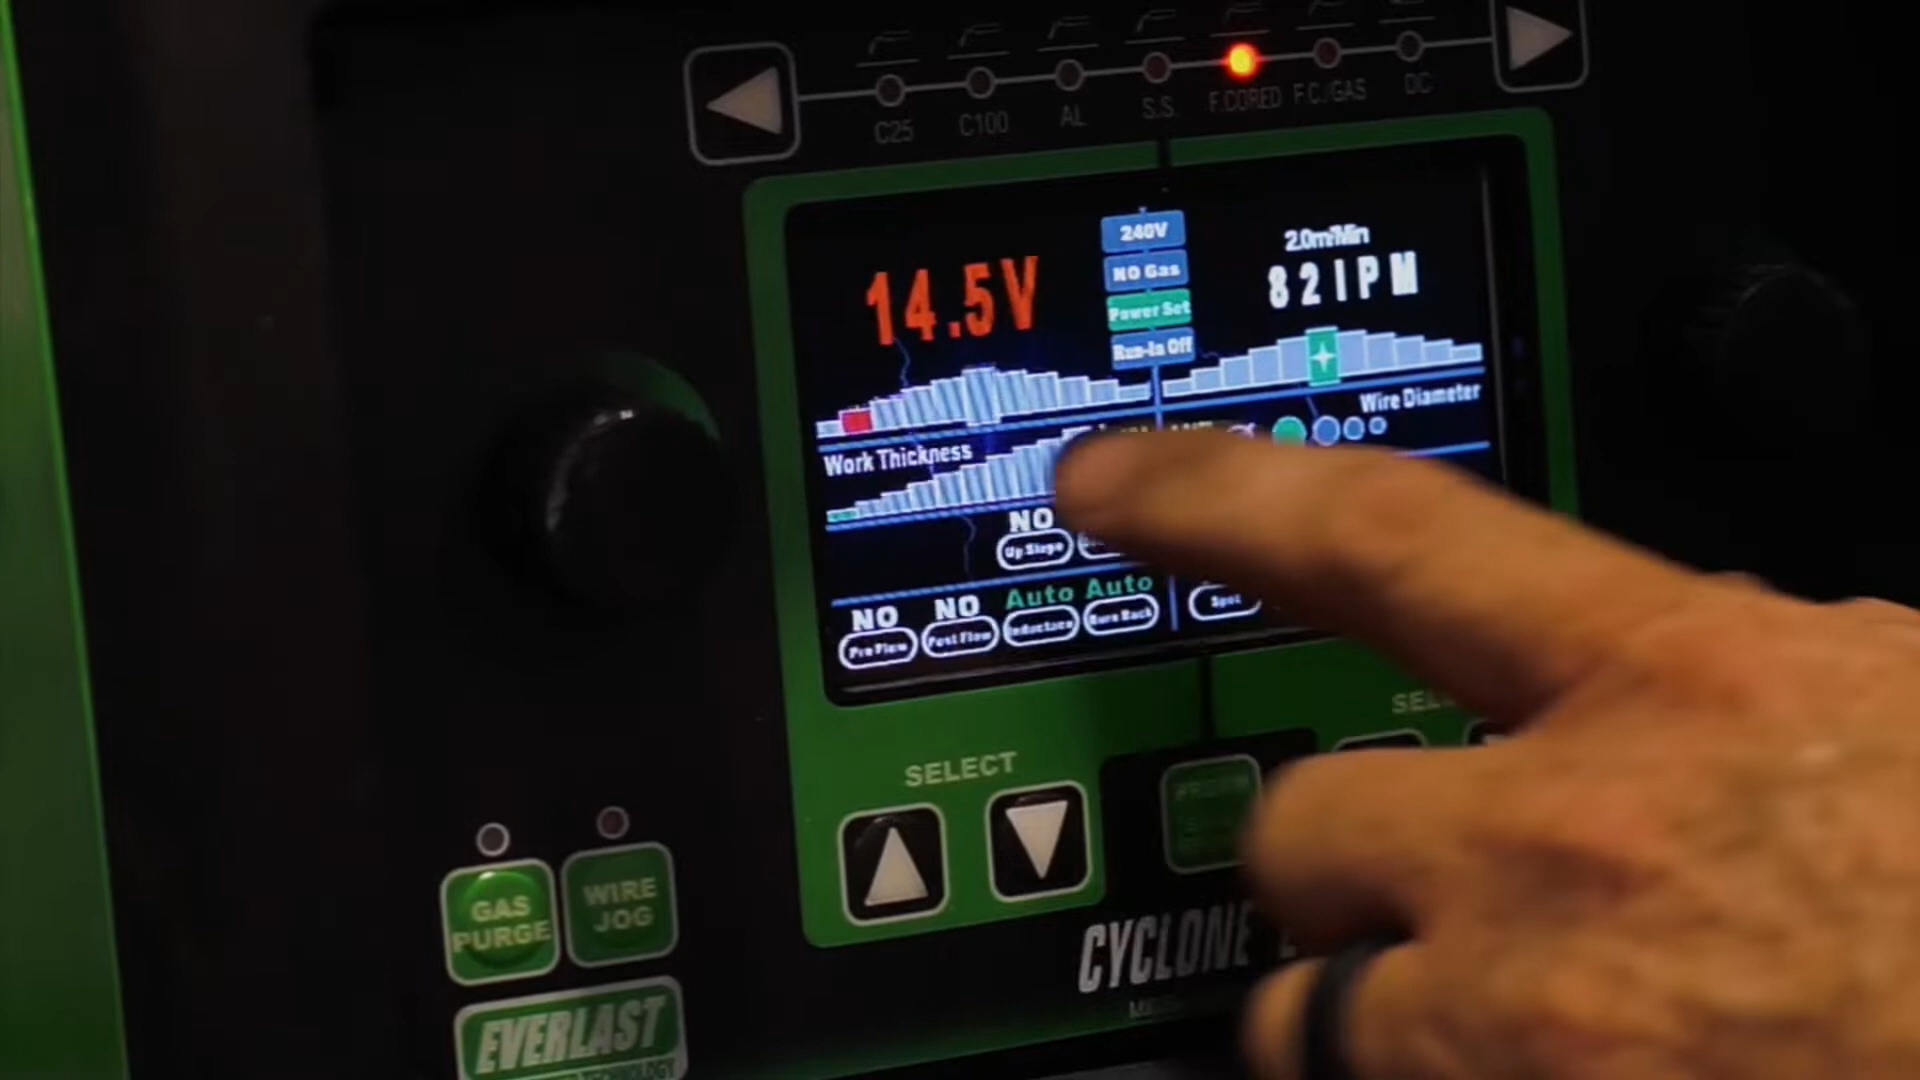 C25 C100 AL S.S. F.CORED F.C./GAS DC
14.5V
240V
NO Gas
Power Set
Run-In Off
2.0m/Min
82IPM
Wire Diameter
Work Thickness
NO
Up Slope
NO NO Auto Auto
Pre Flow Post Flow Inductance Burn Back
Spot
SELECT
GAS PURGE
WIRE JOG
CYCLONE
EVERLAST
TECHNOLOGY